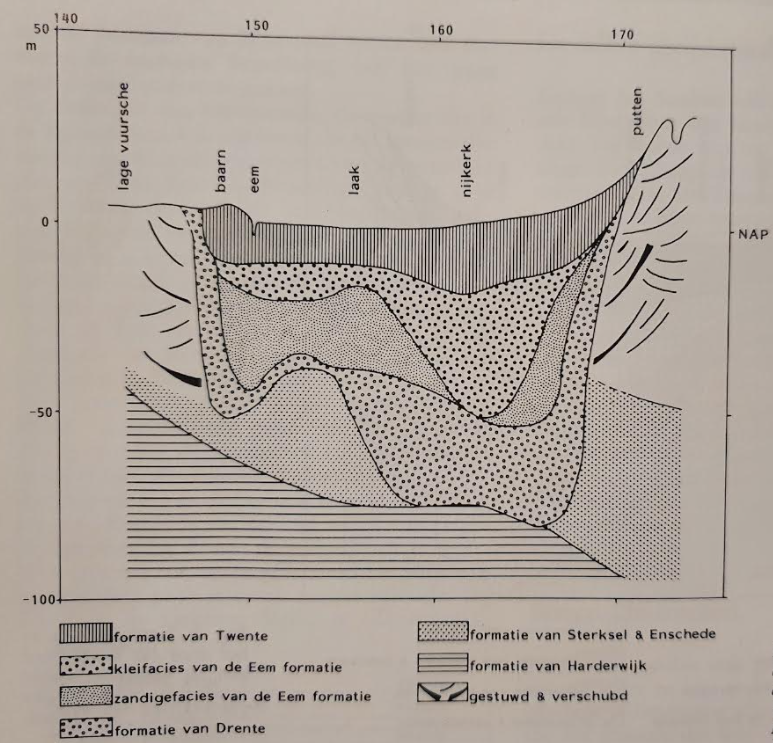 140 150 160 170
50
m
lage vuursche
baarn
eem
laak
nijkerk
putten
0
NAP
-50
-100
formatie van Twente
kleifacies van de Eem formatie
zandigefacies van de Eem formatie
formatie van Drente
formatie van Sterksel & Enschede
formatie van Harderwijk
gestuwd & verschubd